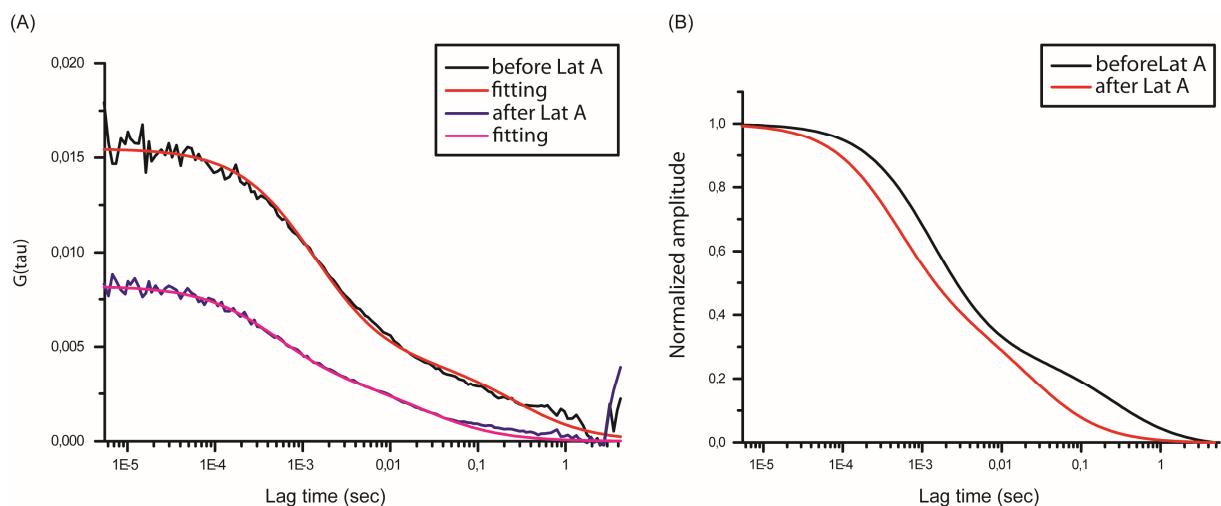 (A)
before Lat A
fitting
after Lat A
fitting
0,020
0,015
0,010
0,005
0,000
G(tau)
1E-5 1E-4 1E-3 0,01 0,1 1
Lag time (sec)
(B)
beforeLat A
after Lat A
1,0
0,8
0,6
0,4
0,2
0,0
Normalized amplitude
1E-5 1E-4 1E-3 0,01 0,1 1
Lag time (sec)